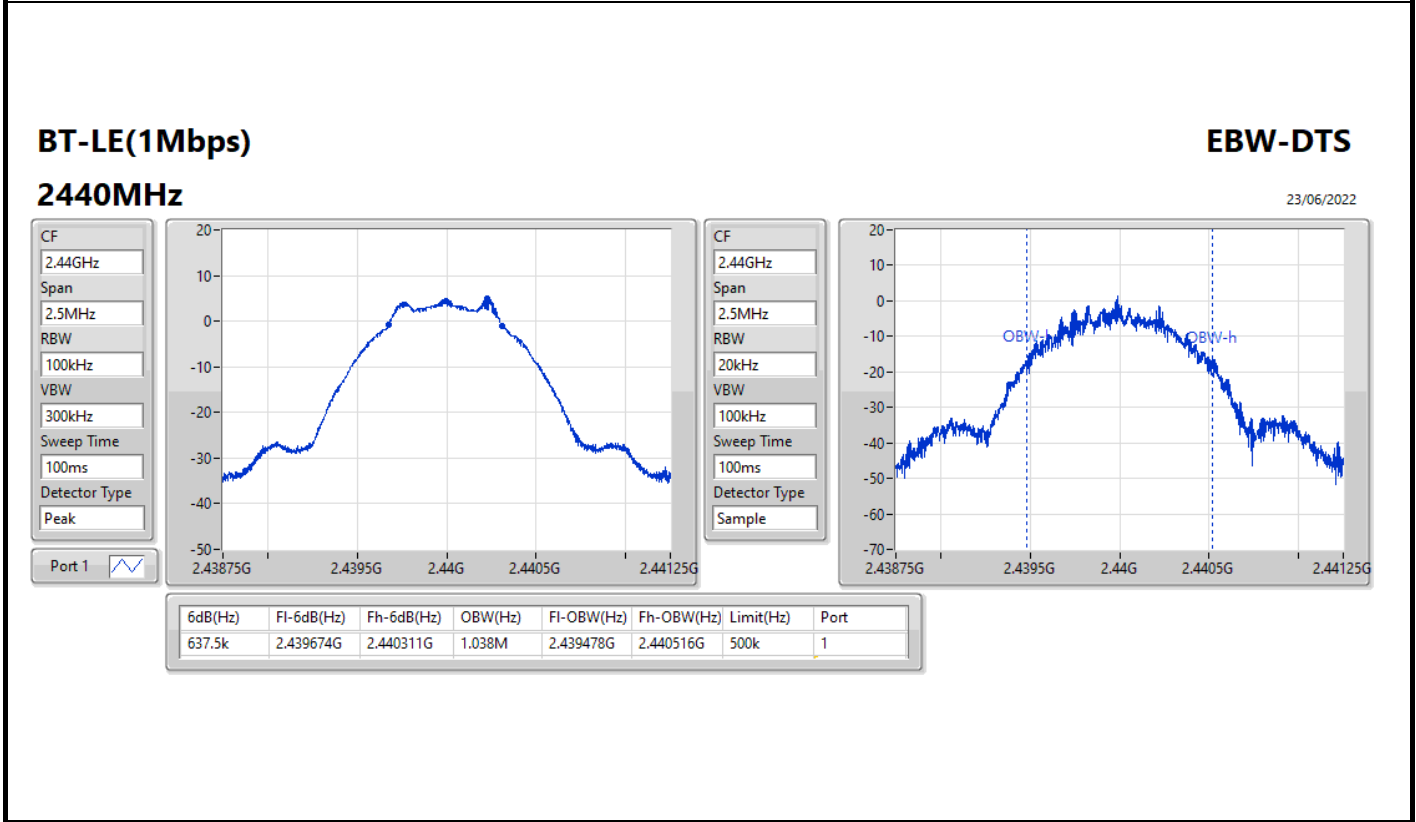 BT-LE(1Mbps)
EBW-DTS
2440MHz
23/06/2022
CF
2.44GHz
Span
2.5MHz
RBW
100kHz
VBW
300kHz
Sweep Time
100ms
Detector Type
Peak
Port 1
20
10
0
-10
-20
-30
-40
-50
2.43875G 2.4395G 2.44G 2.4405G 2.44125G
CF
2.44GHz
Span
2.5MHz
RBW
20kHz
VBW
100kHz
Sweep Time
100ms
Detector Type
Sample
20
10
0
-10
-20
-30
-40
-50
-60
-70
OBW-h
2.43875G 2.4395G 2.44G 2.4405G 2.44125G
6dB(Hz) Fl-6dB(Hz) Fh-6dB(Hz) OBW(Hz) Fl-OBW(Hz) Fh-OBW(Hz) Limit(Hz) Port
637.5k 2.439674G 2.440311G 1.038M 2.439478G 2.440516G 500k 1